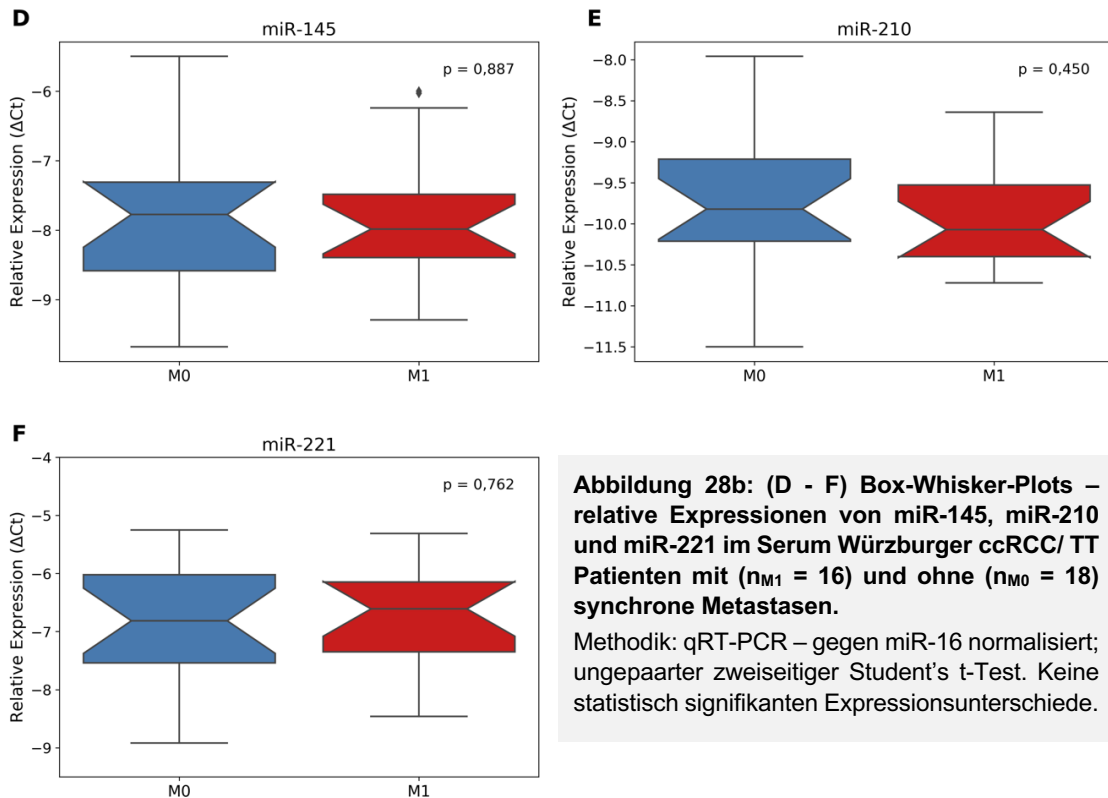 D
miR-145
Relative Expression (ΔCt)
p = 0,887
−6
−7
−8
−9
M0
M1
E
miR-210
Relative Expression (ΔCt)
p = 0,450
−8.0
−8.5
−9.0
−9.5
−10.0
−10.5
−11.0
−11.5
M0
M1
F
miR-221
Relative Expression (ΔCt)
p = 0,762
−4
−5
−6
−7
−8
−9
M0
M1
Abbildung 28b: (D - F) Box-Whisker-Plots –
relative Expressionen von miR-145, miR-210
und miR-221 im Serum Würzburger ccRCC/ TT
Patienten mit (nM1 = 16) und ohne (nM0 = 18)
synchrone Metastasen.
Methodik: qRT-PCR – gegen miR-16 normalisiert;
ungepaarter zweiseitiger Student’s t-Test. Keine
statistisch signifikanten Expressionsunterschiede.